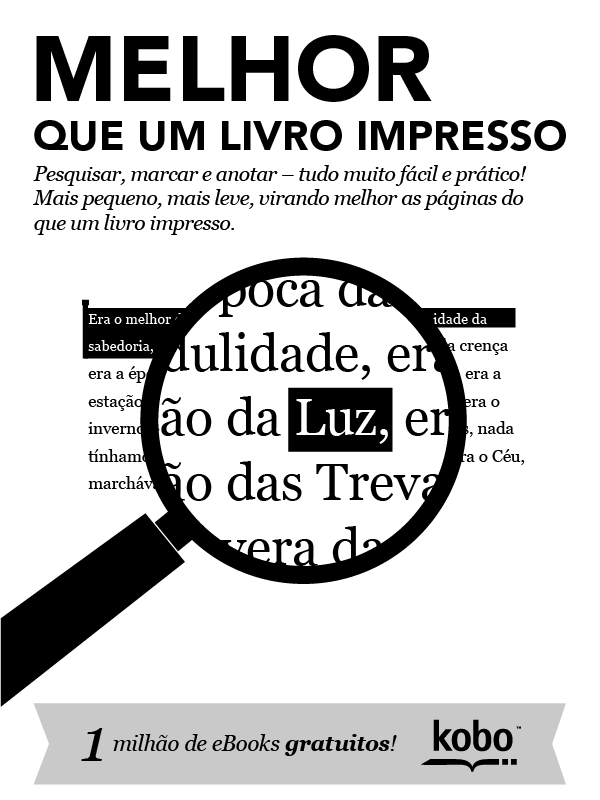 MELHOR
QUE UM LIVRO IMPRESSO
Pesquisar, marcar e anotar – tudo muito fácil e prático!
Mais pequeno, mais leve, virando melhor as páginas do
que um livro impresso.
época da
Era o melhor idade da
dulidade, era
sabedoria, a crença
era a ép era a
ão da Luz, er
estação era o
inverno s, nada
tínhamo ra o Céu,
ão das Treva
marcháv
vera da
1 milhão de eBooks gratuitos!
kobo™